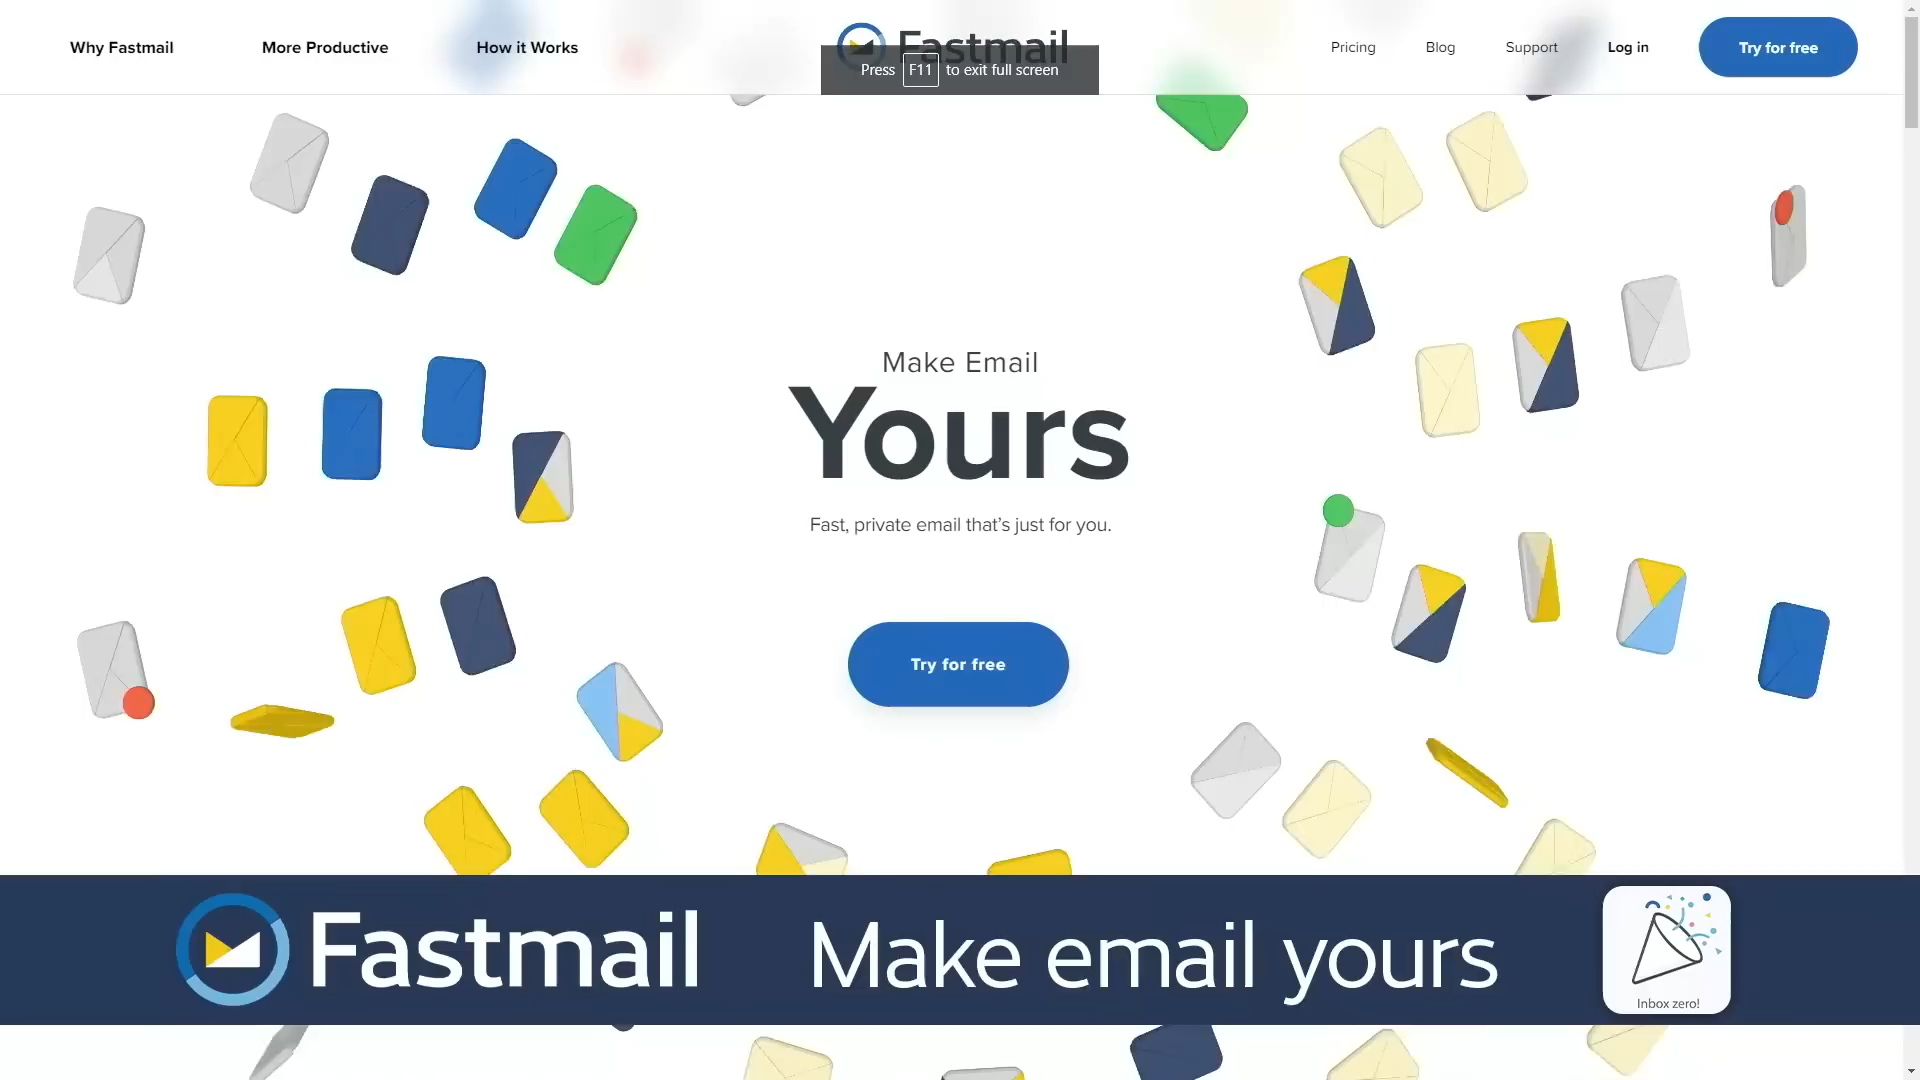 Why Fastmail
More Productive
How it Works
Fastmail
Pricing
Blog
Support
Log in
Try for free
Press F11 to exit full screen
Make Email
Yours
Fast, private email that’s just for you.
Try for free
Fastmail
Make email yours
Inbox zero!